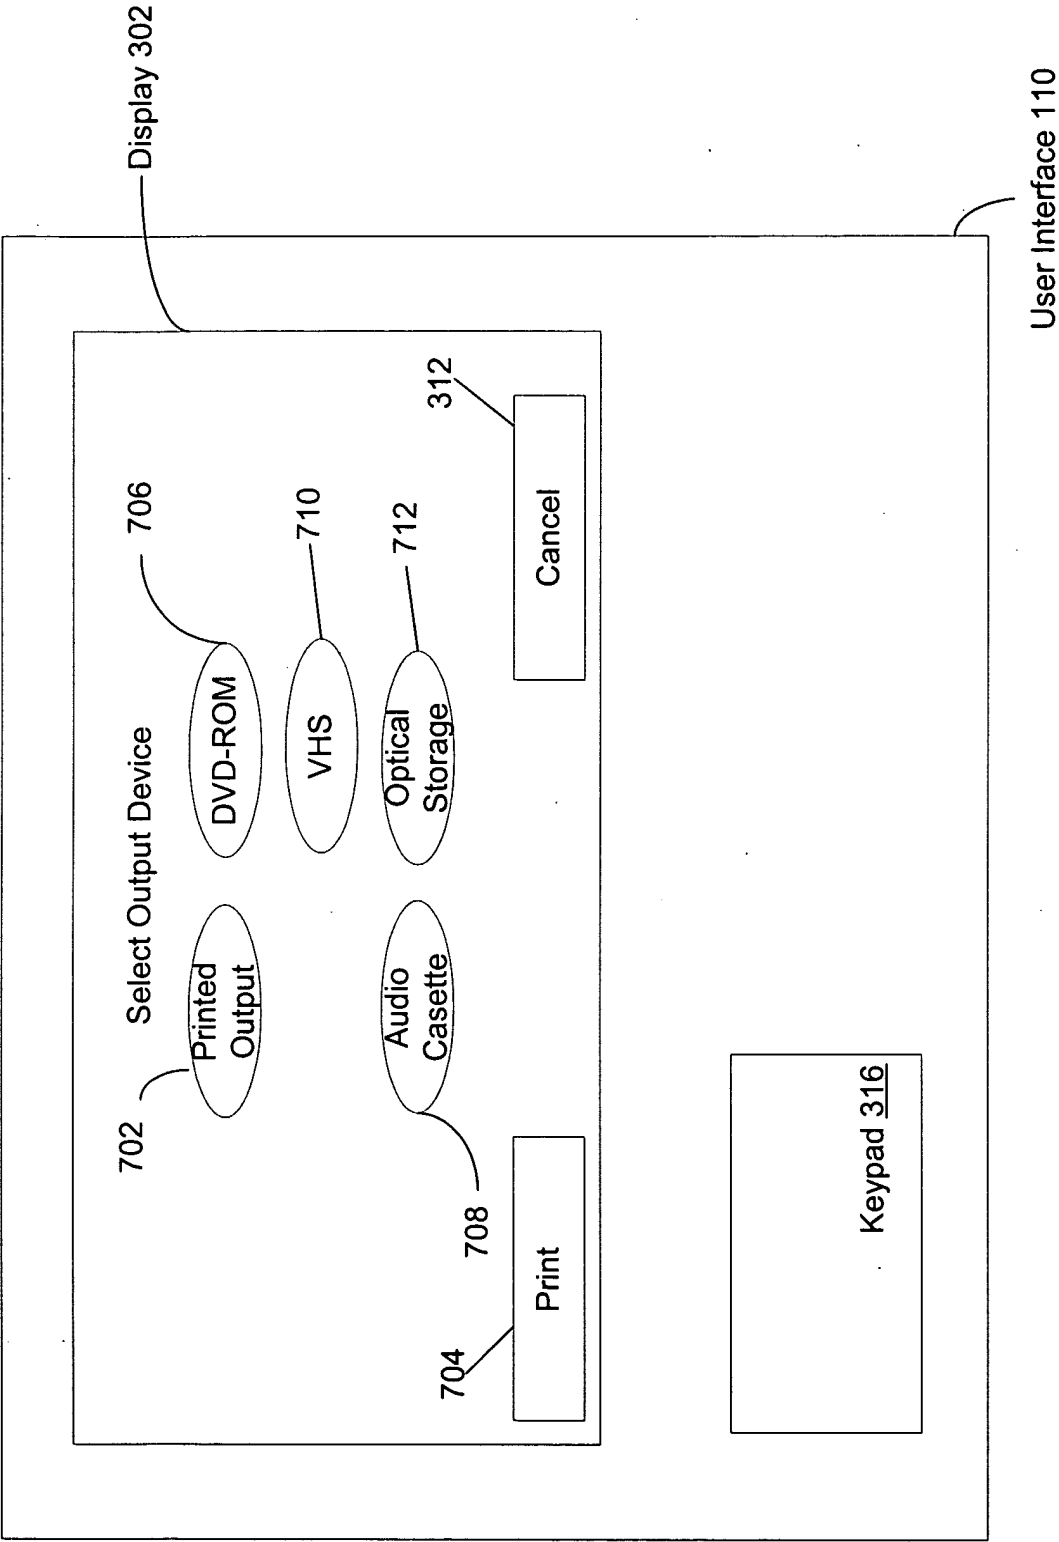 Display 302
Select Output Device
702
706
Printed
Output
DVD-ROM
710
VHS
Audio
Casette
Optical
Storage
712
708
704
312
Print
Cancel
Keypad 316
User Interface 110